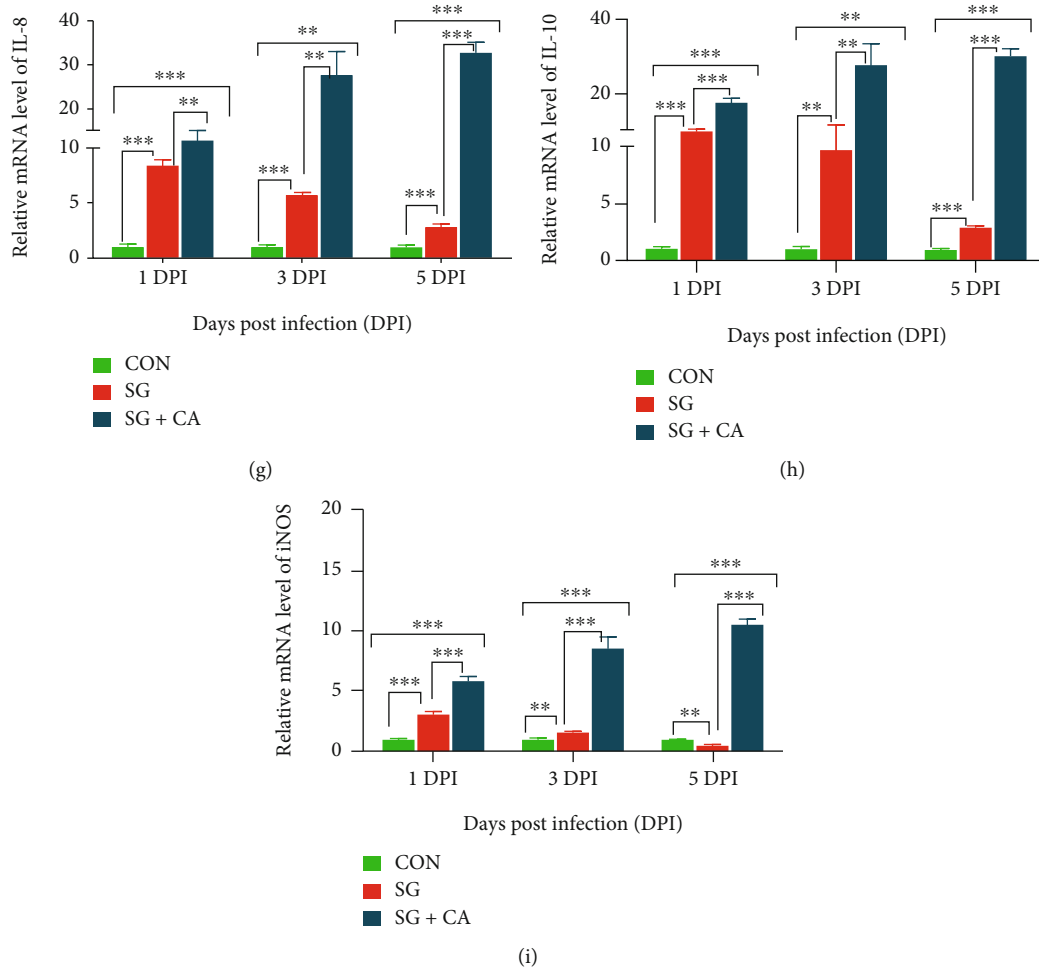 Relative mRNA level of IL-8
40
30
20
10
5
0
***
**
***
**
**
***
***
***
***
1 DPI
3 DPI
5 DPI
Days post infection (DPI)
CON
SG
SG + CA
(g)
Relative mRNA level of IL-10
40
20
10
5
0
***
***
***
**
**
**
***
***
***
1 DPI
3 DPI
5 DPI
Days post infection (DPI)
CON
SG
SG + CA
(h)
Relative mRNA level of iNOS
20
15
10
5
0
***
***
***
***
***
**
***
***
**
1 DPI
3 DPI
5 DPI
Days post infection (DPI)
CON
SG
SG + CA
(i)